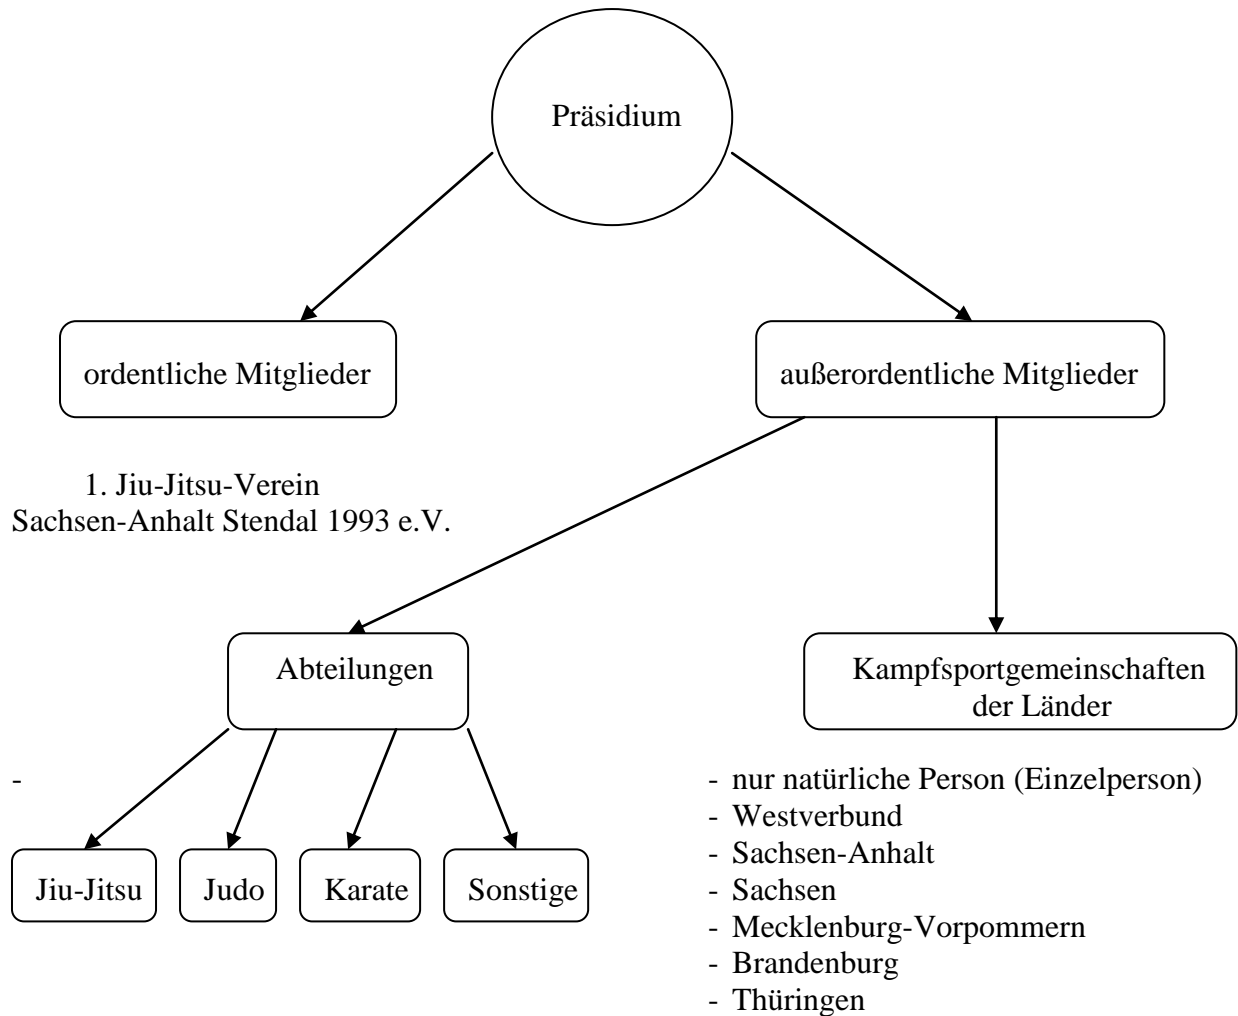 Präsidium
ordentliche Mitglieder
außerordentliche Mitglieder
1. Jiu-Jitsu-Verein
Sachsen-Anhalt Stendal 1993 e.V.
Abteilungen
Kampfsportgemeinschaften
der Länder
-
Jiu-Jitsu
Judo
Karate
Sonstige
- nur natürliche Person (Einzelperson)
- Westverbund
- Sachsen-Anhalt
- Sachsen
- Mecklenburg-Vorpommern
- Brandenburg
- Thüringen